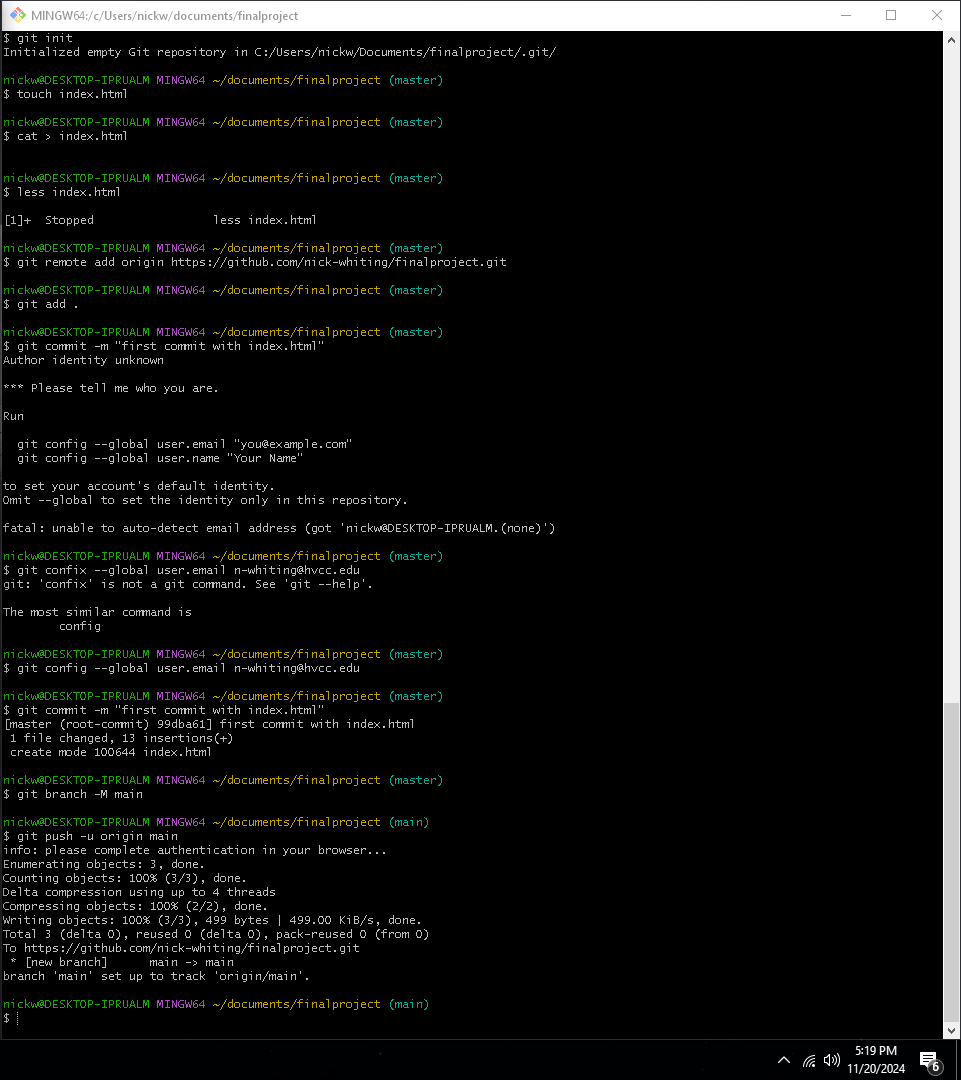 MINGW64:/c/Users/nickw/documents/finalproject
$ git init
Initialized empty Git repository in C:/Users/nickw/Documents/finalproject/.git/
nickw@DESKTOP-IPRUALM MINGW64 ~/documents/finalproject (master)
$ touch index.html
nickw@DESKTOP-IPRUALM MINGW64 ~/documents/finalproject (master)
$ cat > index.html
nickw@DESKTOP-IPRUALM MINGW64 ~/documents/finalproject (master)
$ less index.html
[1]+  Stopped                 less index.html
nickw@DESKTOP-IPRUALM MINGW64 ~/documents/finalproject (master)
$ git remote add origin https://github.com/nick-whiting/finalproject.git
nickw@DESKTOP-IPRUALM MINGW64 ~/documents/finalproject (master)
$ git add .
nickw@DESKTOP-IPRUALM MINGW64 ~/documents/finalproject (master)
$ git commit -m "first commit with index.html"
Author identity unknown
*** Please tell me who you are.
Run
  git config --global user.email "you@example.com"
  git config --global user.name "Your Name"
to set your account's default identity.
Omit --global to set the identity only in this repository.
fatal: unable to auto-detect email address (got 'nickw@DESKTOP-IPRUALM.(none)')
nickw@DESKTOP-IPRUALM MINGW64 ~/documents/finalproject (master)
$ git confix --global user.email n-whiting@hvcc.edu
git: 'confix' is not a git command. See 'git --help'.
The most similar command is
        config
nickw@DESKTOP-IPRUALM MINGW64 ~/documents/finalproject (master)
$ git config --global user.email n-whiting@hvcc.edu
nickw@DESKTOP-IPRUALM MINGW64 ~/documents/finalproject (master)
$ git commit -m "first commit with index.html"
[master (root-commit) 99dba61] first commit with index.html
 1 file changed, 13 insertions(+)
 create mode 100644 index.html
nickw@DESKTOP-IPRUALM MINGW64 ~/documents/finalproject (master)
$ git branch -M main
nickw@DESKTOP-IPRUALM MINGW64 ~/documents/finalproject (main)
$ git push -u origin main
info: please complete authentication in your browser...
Enumerating objects: 3, done.
Counting objects: 100% (3/3), done.
Delta compression using up to 4 threads
Compressing objects: 100% (2/2), done.
Writing objects: 100% (3/3), 499 bytes | 499.00 KiB/s, done.
Total 3 (delta 0), reused 0 (delta 0), pack-reused 0 (from 0)
To https://github.com/nick-whiting/finalproject.git
 * [new branch]      main -> main
branch 'main' set up to track 'origin/main'.
nickw@DESKTOP-IPRUALM MINGW64 ~/documents/finalproject (main)
$
5:19 PM
11/20/2024
6